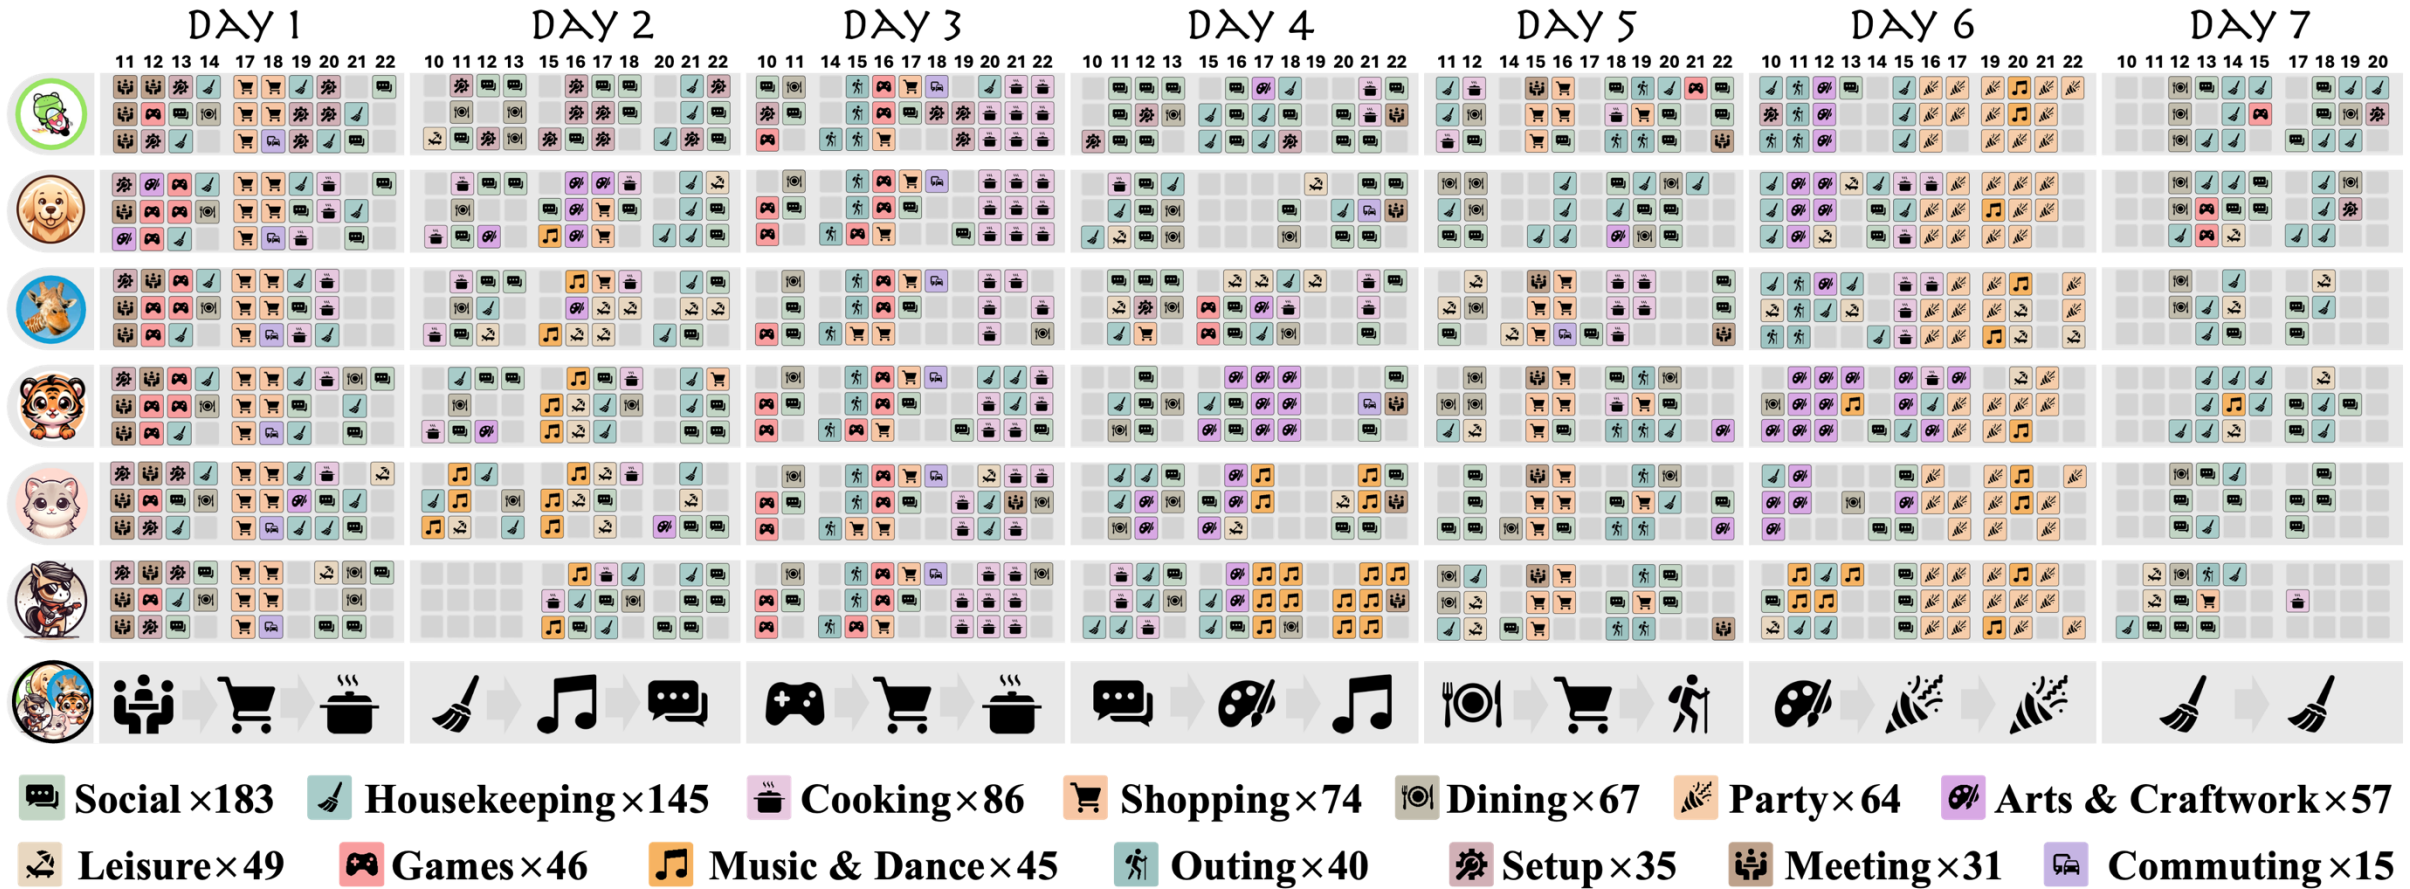 DAY 1 DAY 2 DAY 3 DAY 4 DAY 5 DAY 6 DAY 7
11 12 13 14 17 18 19 20 21 22 10 11 12 13 15 16 17 18 20 21 22 10 11 14 15 16 17 18 19 20 21 22 10 11 12 13 15 16 17 18 19 20 21 22 11 12 14 15 16 17 18 19 20 21 22 10 11 12 13 14 15 16 17 19 20 21 22 10 11 12 13 14 15 17 18 19 20
Social ×183 Housekeeping×145 Cooking×86 Shopping×74 Dining×67 Party×64 Arts & Craftwork×57
Leisure×49 Games×46 Music & Dance×45 Outing×40 Setup×35 Meeting×31 Commuting×15